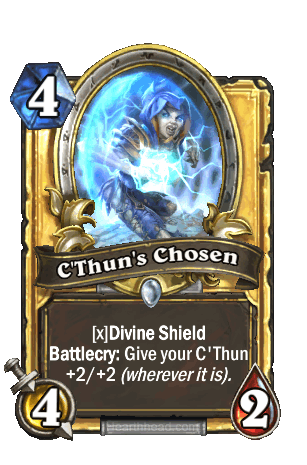 4
C'Thun's Chosen
[x]Divine Shield
Battlecry: Give your C'Thun
+2/+2 (wherever it is).
4
2